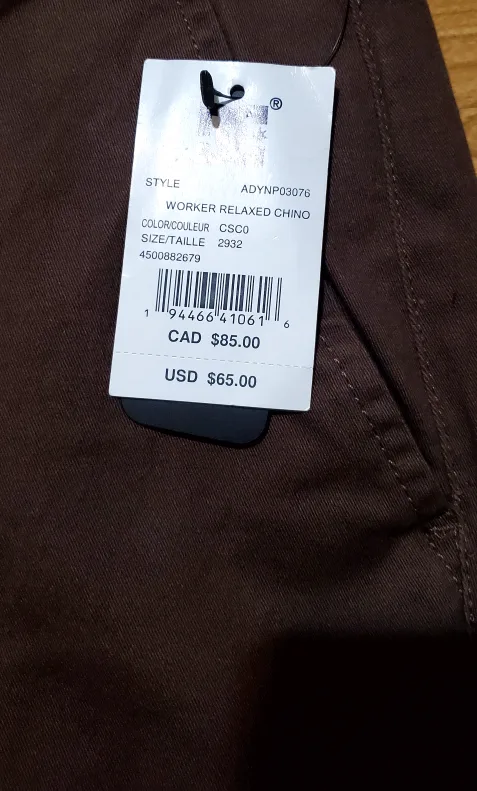 ®
STYLE ADYNP03076
WORKER RELAXED CHINO
COLOR/COULEUR CSC0
SIZE/TAILLE 2932
4500882679
1 94466 41061 6
CAD $85.00
USD $65.00